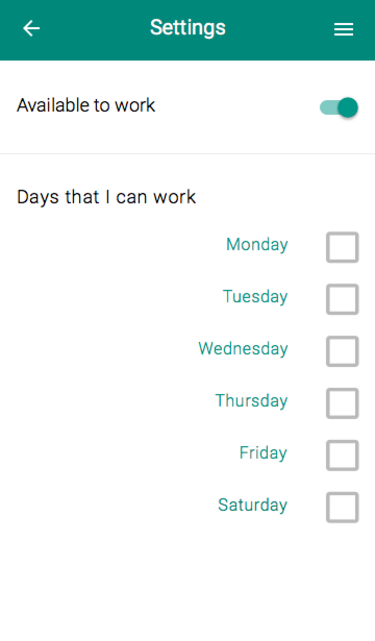 Settings
Available to work
Days that I can work
Monday
Tuesday
Wednesday
Thursday
Friday
Saturday